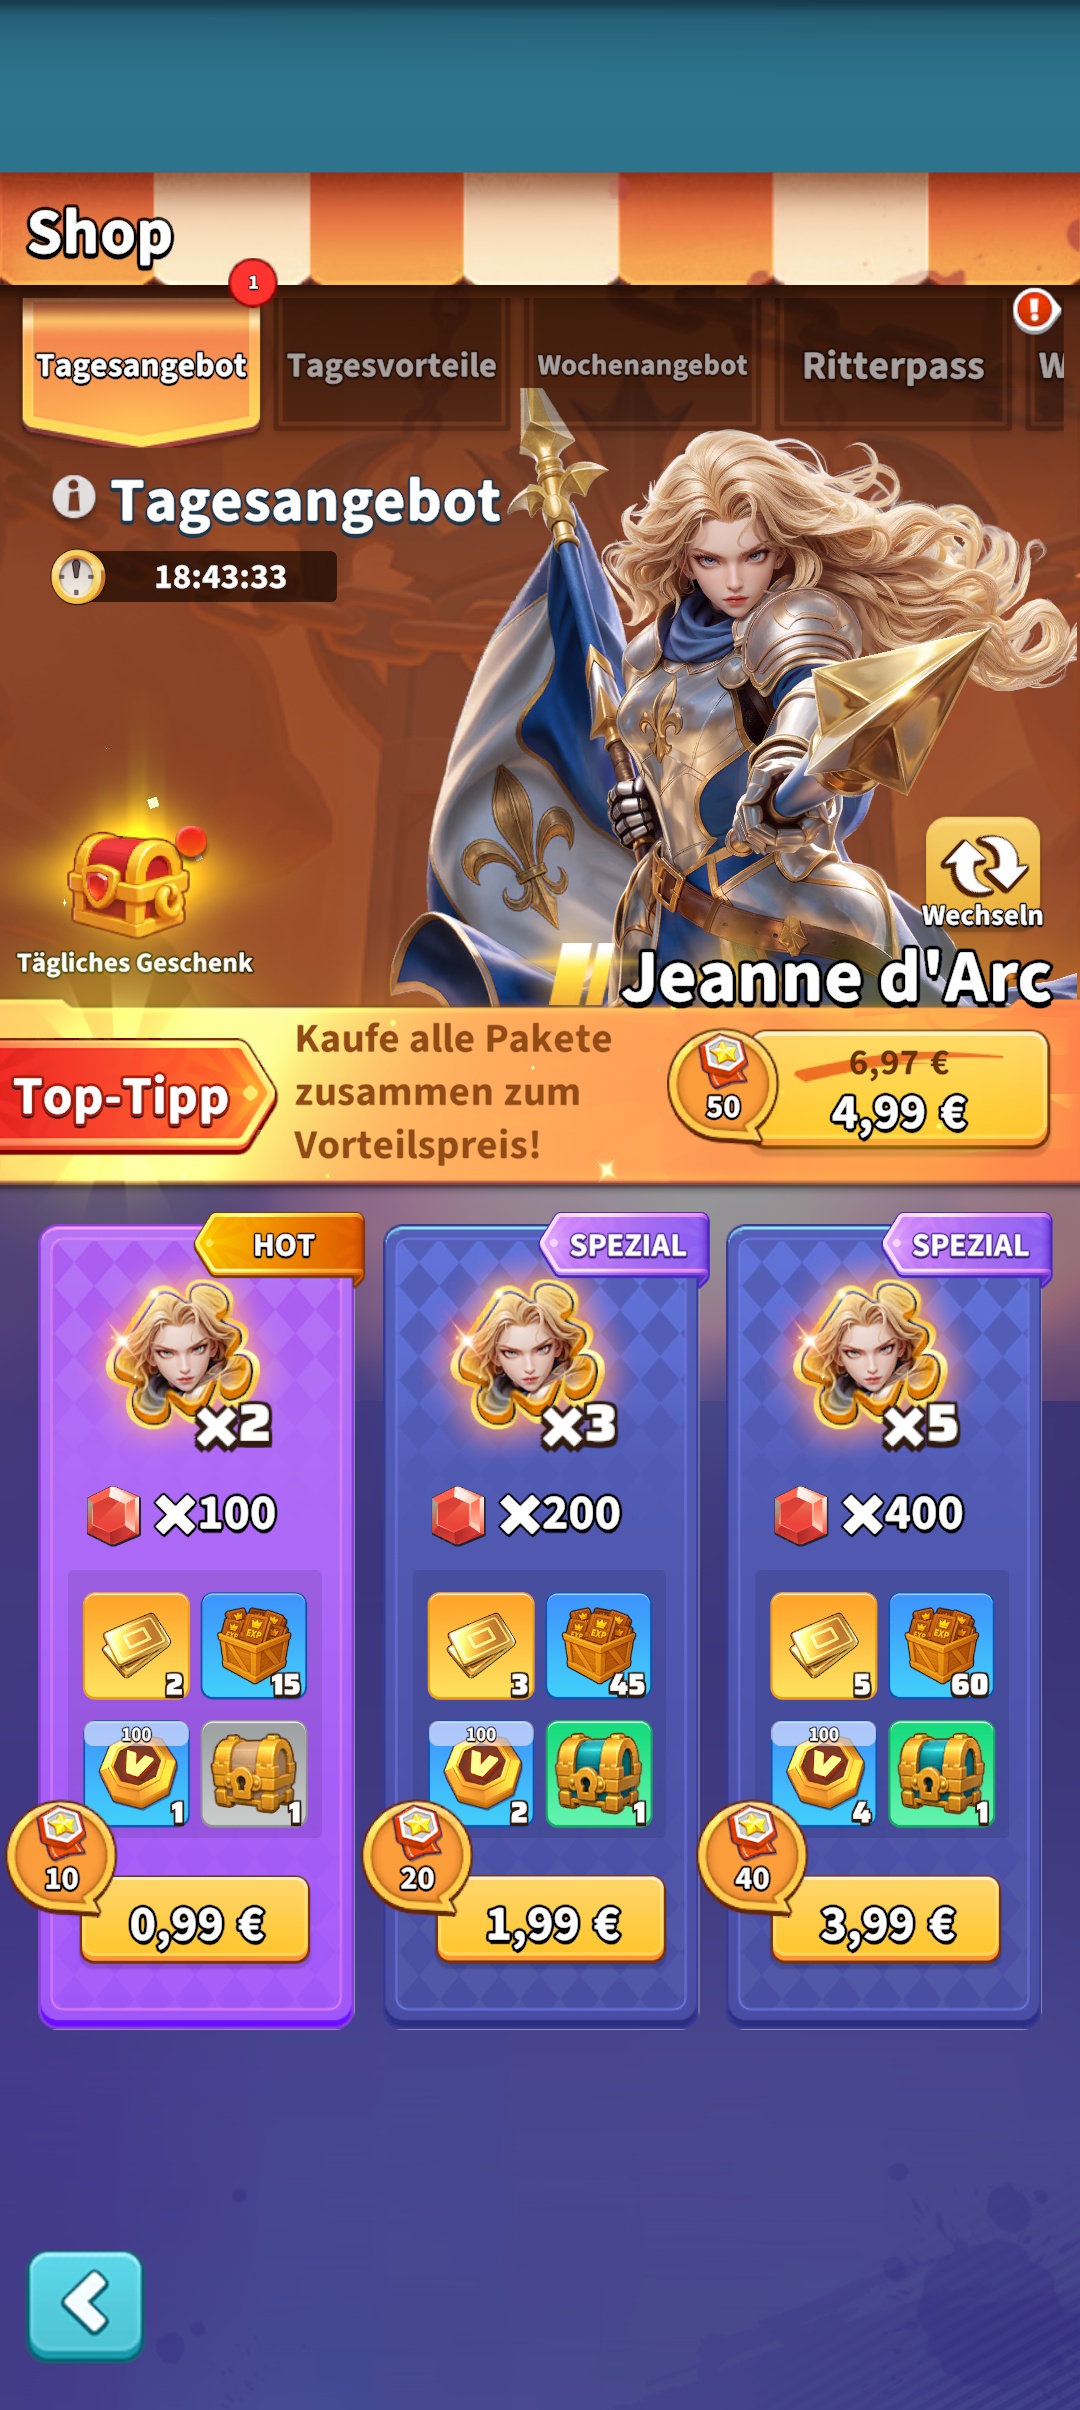 Shop
1
Tagesangebot
Tagesvorteile
Wochenangebot
Ritterpass
W
!
Tagesangebot
18:43:33
Tägliches Geschenk
Wechseln
Jeanne d'Arc
Top-Tipp
Kaufe alle Pakete
zusammen zum
Vorteilspreis!
50
6,97 €
4,99 €
HOT
×2
×100
2
15
100
1
1
10
0,99 €
SPEZIAL
×3
×200
3
45
100
2
1
20
1,99 €
SPEZIAL
×5
×400
5
60
100
4
1
40
3,99 €